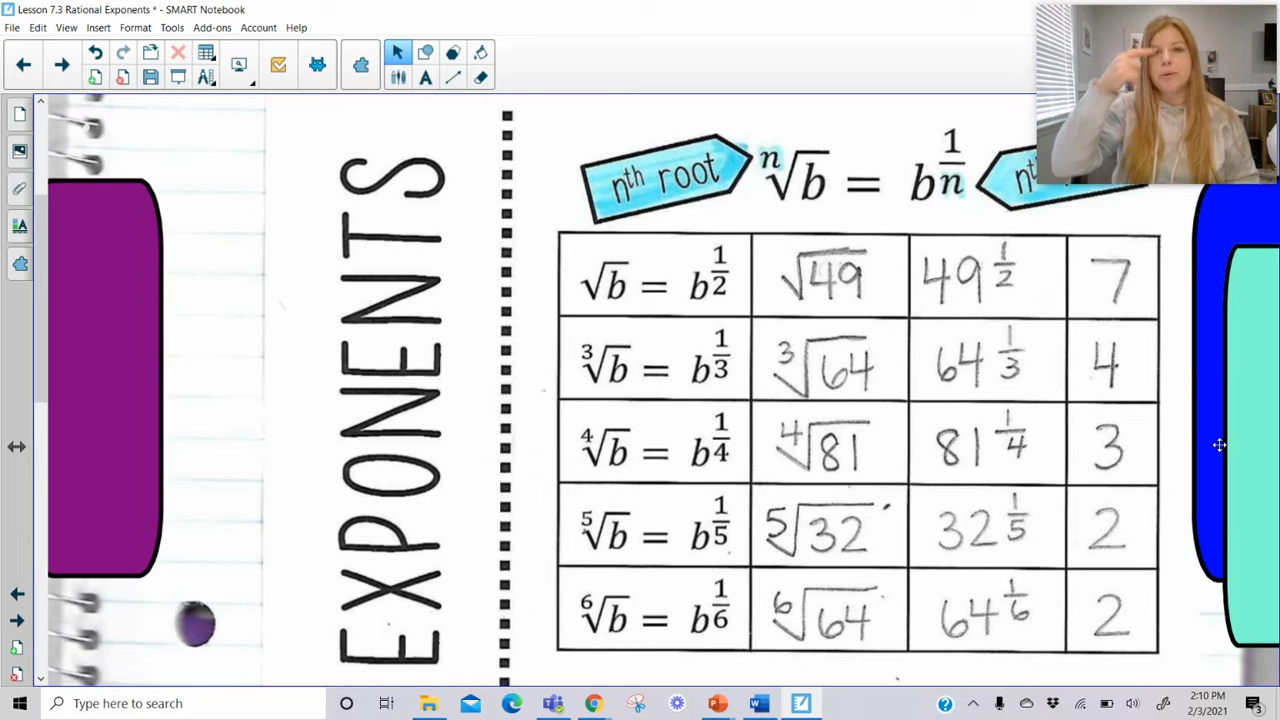 Lesson 7.3 Rational Exponents * - SMART Notebook
File Edit View Insert Format Tools Add-ons Account Help
EXPONENTS
nth root
ⁿ√b = b^(1/n)
√b = b^(1/2) √49 49^(1/2) 7
³√b = b^(1/3) ³√64 64^(1/3) 4
⁴√b = b^(1/4) ⁴√81 81^(1/4) 3
⁵√b = b^(1/5) ⁵√32 32^(1/5) 2
⁶√b = b^(1/6) ⁶√64 64^(1/6) 2
Type here to search
2:10 PM
2/3/2021
3